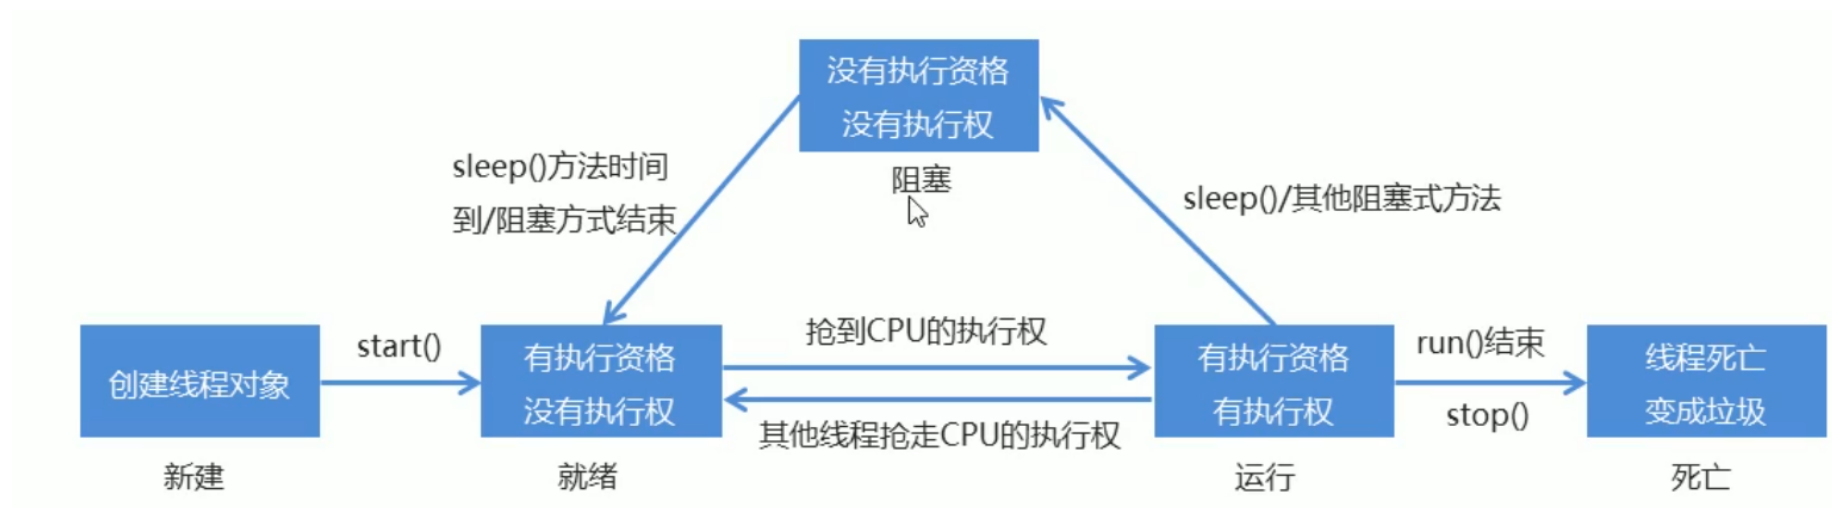 没有执行资格
没有执行权
阻塞
sleep()方法时间
到/阻塞方式结束
sleep()/其他阻塞式方法
创建线程对象
新建
start()
有执行资格
没有执行权
就绪
抢到CPU的执行权
其他线程抢走CPU的执行权
有执行资格
有执行权
运行
run()结束
stop()
线程死亡
变成垃圾
死亡